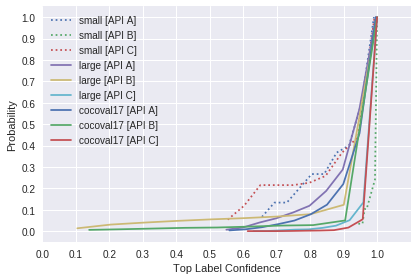 1.0
0.9
0.8
0.7
0.6
0.5
0.4
0.3
0.2
0.1
0.0
Probability
small [API A]
small [API B]
small [API C]
large [API A]
large [API B]
large [API C]
cocoval17 [API A]
cocoval17 [API B]
cocoval17 [API C]
0.0 0.1 0.2 0.3 0.4 0.5 0.6 0.7 0.8 0.9 1.0
Top Label Confidence